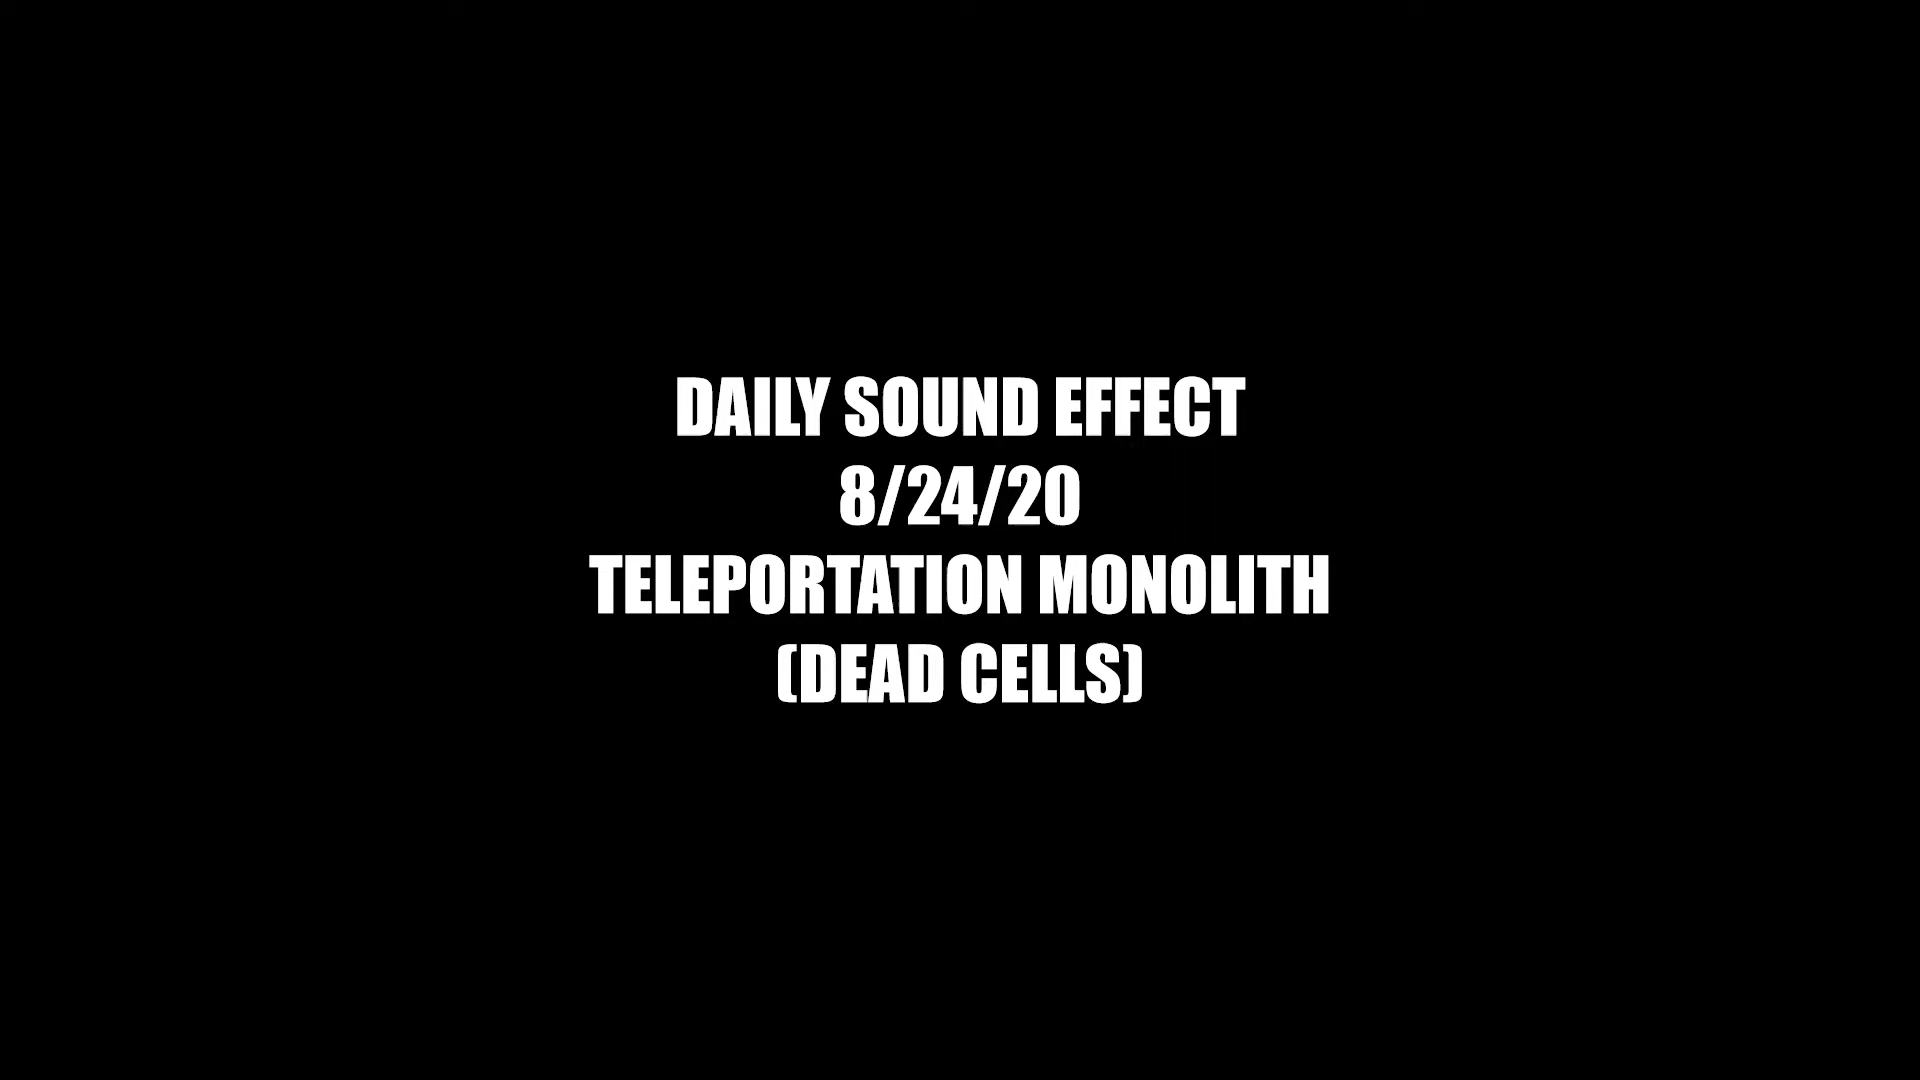 DAILY SOUND EFFECT
8/24/20
TELEPORTATION MONOLITH
(DEAD CELLS)